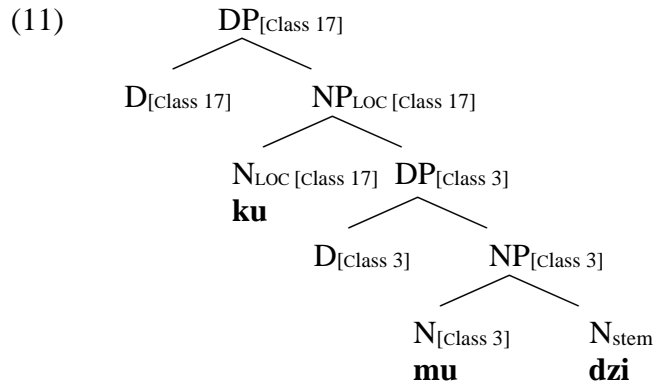 (11) DP[Class 17]
D[Class 17] NPLOC [Class 17]
NLOC [Class 17] DP[Class 3]
ku
D[Class 3] NP[Class 3]
N[Class 3] Nstem
mu dzi